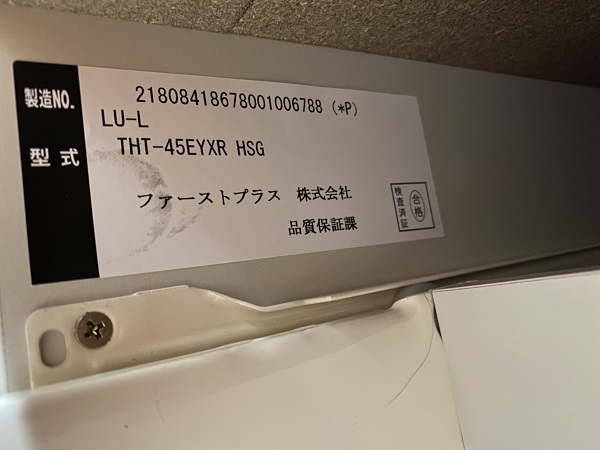 製造NO. 21808418678001006788 (*P)
LU-L
型式 THT-45EYXR HSG
ファーストプラス 株式会社
品質保証課
検査済証 合格